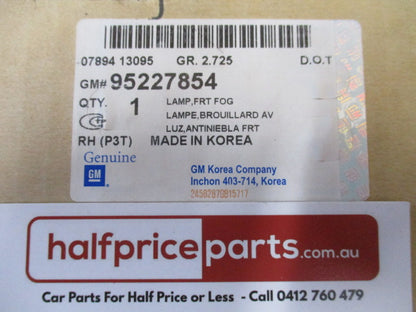 07894 13095 GR. 2.725 D.O.T
GM# 95227854
QTY. 1 LAMP,FRT FOG
LAMPE,BROUILLARD AV
LUZ,ANTINIEBLA FRT
RH (P3T) MADE IN KOREA
Genuine
GM
GM Korea Company
Inchon 403-714, Korea
halfpriceparts.com.au
Car Parts For Half Price or Less - Call 0412 760 479